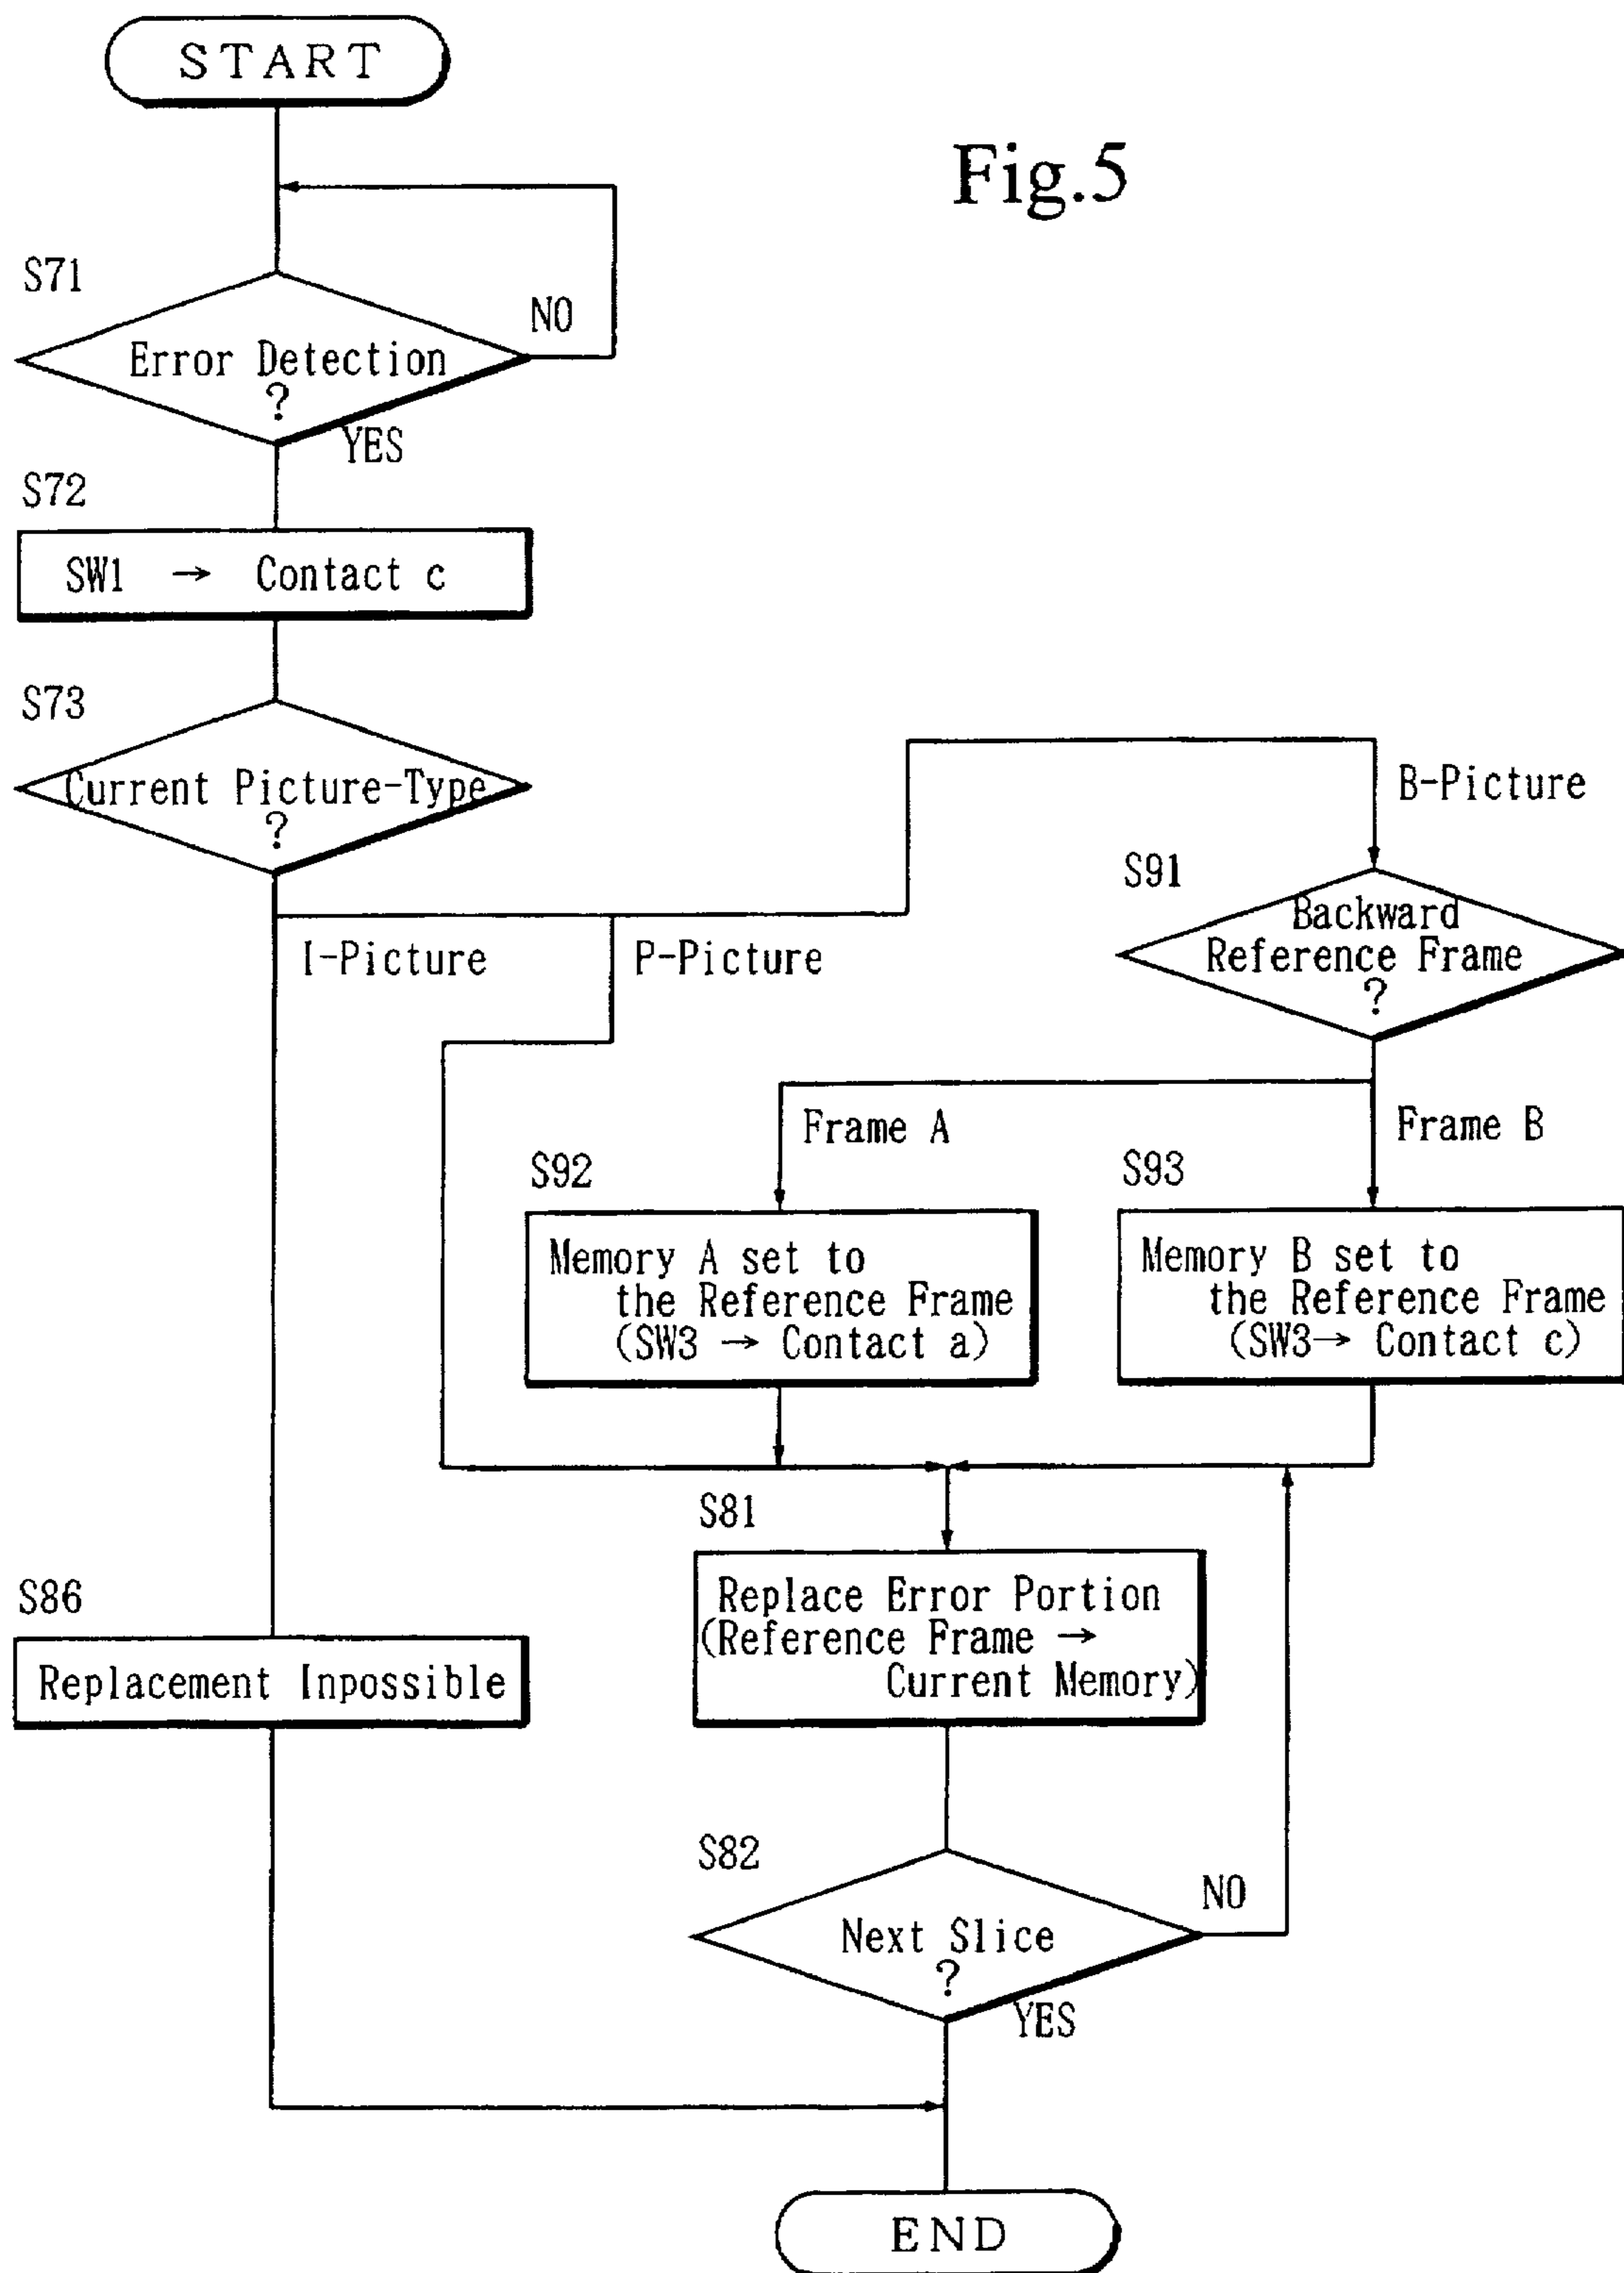 START
Fig.5
S71
NO
Error Detection
?
YES
S72
SW1 → Contact c
S73
Current Picture-Type
?
B-Picture
I-Picture
P-Picture
S91
Backward
Reference Frame
?
Frame A
Frame B
S92
Memory A set to
the Reference Frame
(SW3 → Contact a)
S93
Memory B set to
the Reference Frame
(SW3→ Contact c)
S81
Replace Error Portion
(Reference Frame →
Current Memory)
S86
Replacement Inpossible
S82
NO
Next Slice
?
YES
END